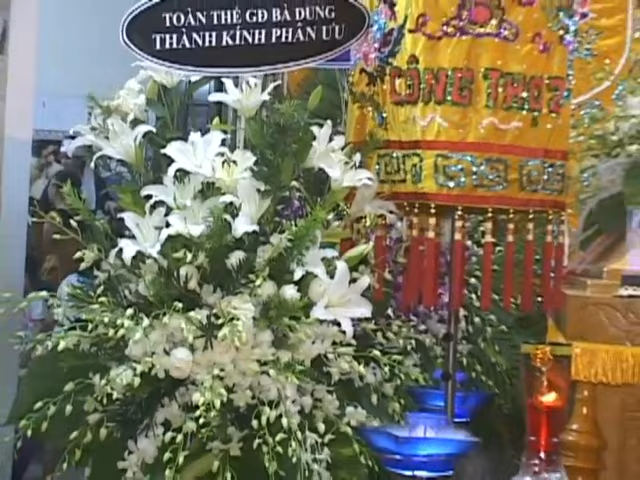 TOÀN THỂ GĐ BÀ DUNG
THÀNH KÍNH PHÂN ƯU
CÔNG THỌ